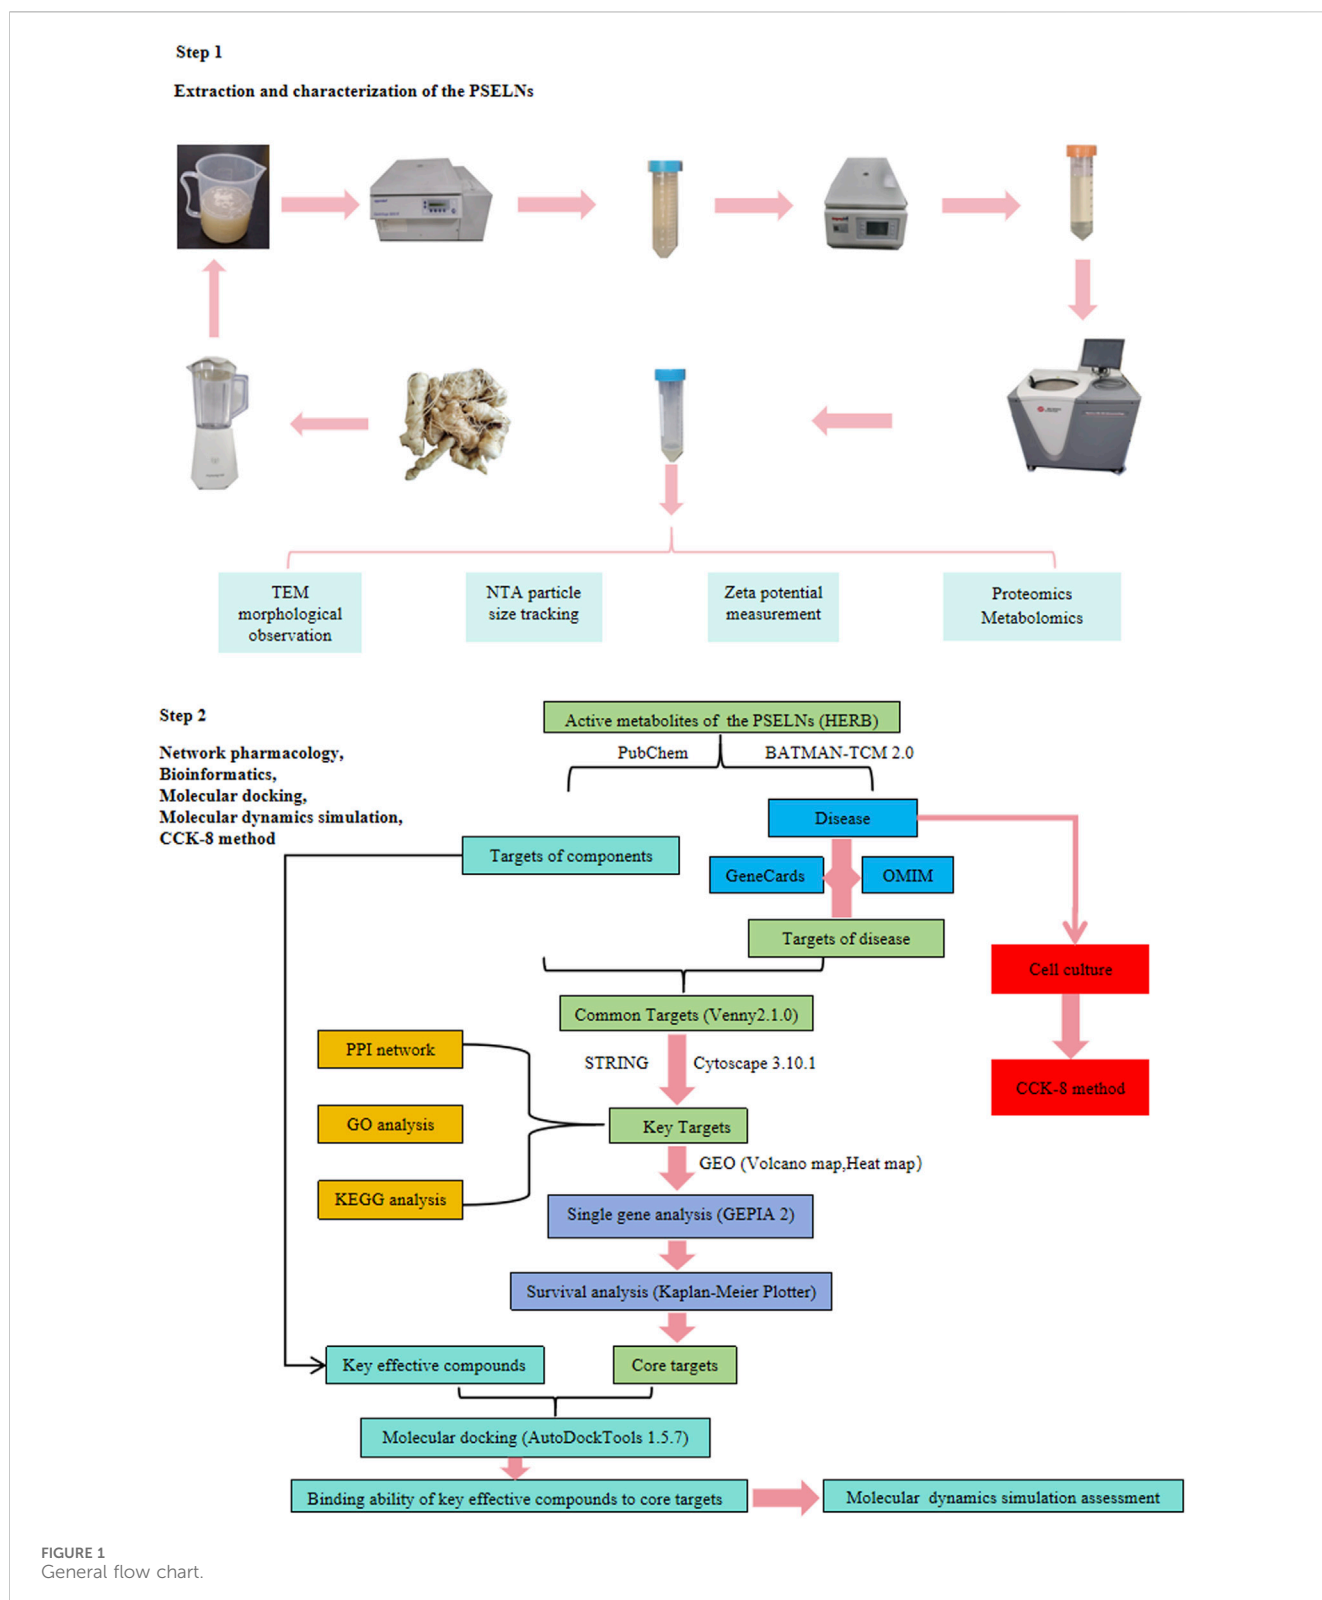 Step 1
Extraction and characterization of the PSELNs
TEM
morphological
observation
NTA particle
size tracking
Zeta potential
measurement
Proteomics
Metabolomics
Step 2
Network pharmacology,
Bioinformatics,
Molecular docking,
Molecular dynamics simulation,
CCK-8 method
Active metabolites of the PSELNs (HERB)
PubChem
BATMAN-TCM 2.0
Disease
Targets of components
GeneCards
OMIM
Targets of disease
Cell culture
Common Targets (Venny2.1.0)
PPI network
STRING
Cytoscape 3.10.1
CCK-8 method
GO analysis
Key Targets
GEO (Volcano map,Heat map)
KEGG analysis
Single gene analysis (GEPIA 2)
Survival analysis (Kaplan-Meier Plotter)
Key effective compounds
Core targets
Molecular docking (AutoDockTools 1.5.7)
Binding ability of key effective compounds to core targets
Molecular dynamics simulation assessment
FIGURE 1
General flow chart.